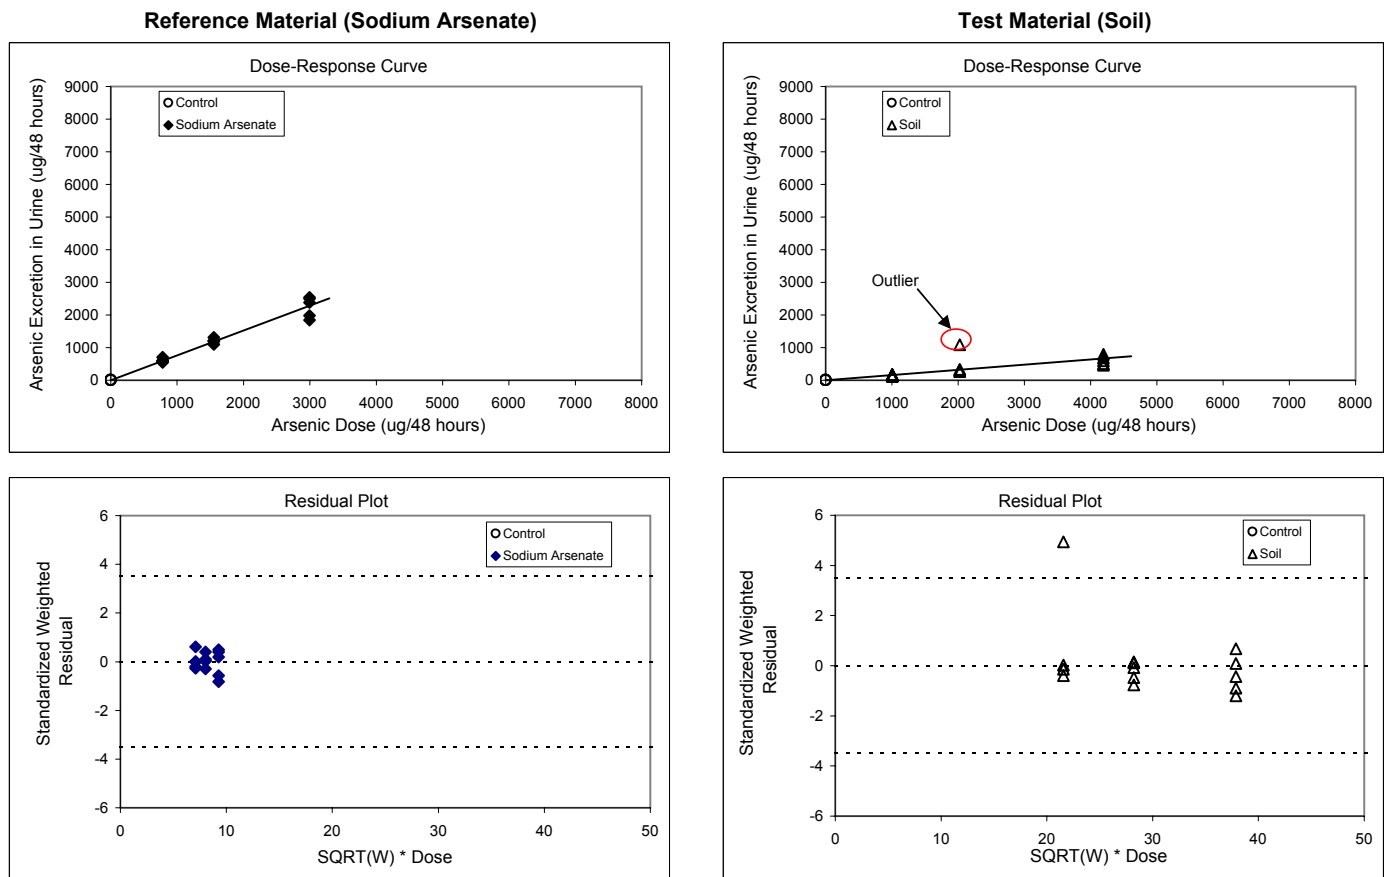 Reference Material (Sodium Arsenate)
Dose-Response Curve
Arsenic Excretion in Urine (ug/48 hours)
9000
8000
7000
6000
5000
4000
3000
2000
1000
0
Control
Sodium Arsenate
0 1000 2000 3000 4000 5000 6000 7000 8000
Arsenic Dose (ug/48 hours)
Test Material (Soil)
Dose-Response Curve
Arsenic Excretion in Urine (ug/48 hours)
9000
8000
7000
6000
5000
4000
3000
2000
1000
0
Control
Soil
Outlier
0 1000 2000 3000 4000 5000 6000 7000 8000
Arsenic Dose (ug/48 hours)
Residual Plot
Standardized Weighted
Residual
6
4
2
0
-2
-4
-6
Control
Sodium Arsenate
0 10 20 30 40 50
SQRT(W) * Dose
Residual Plot
Standardized Weighted
Residual
6
4
2
0
-2
-4
-6
Control
Soil
0 10 20 30 40 50
SQRT(W) * Dose